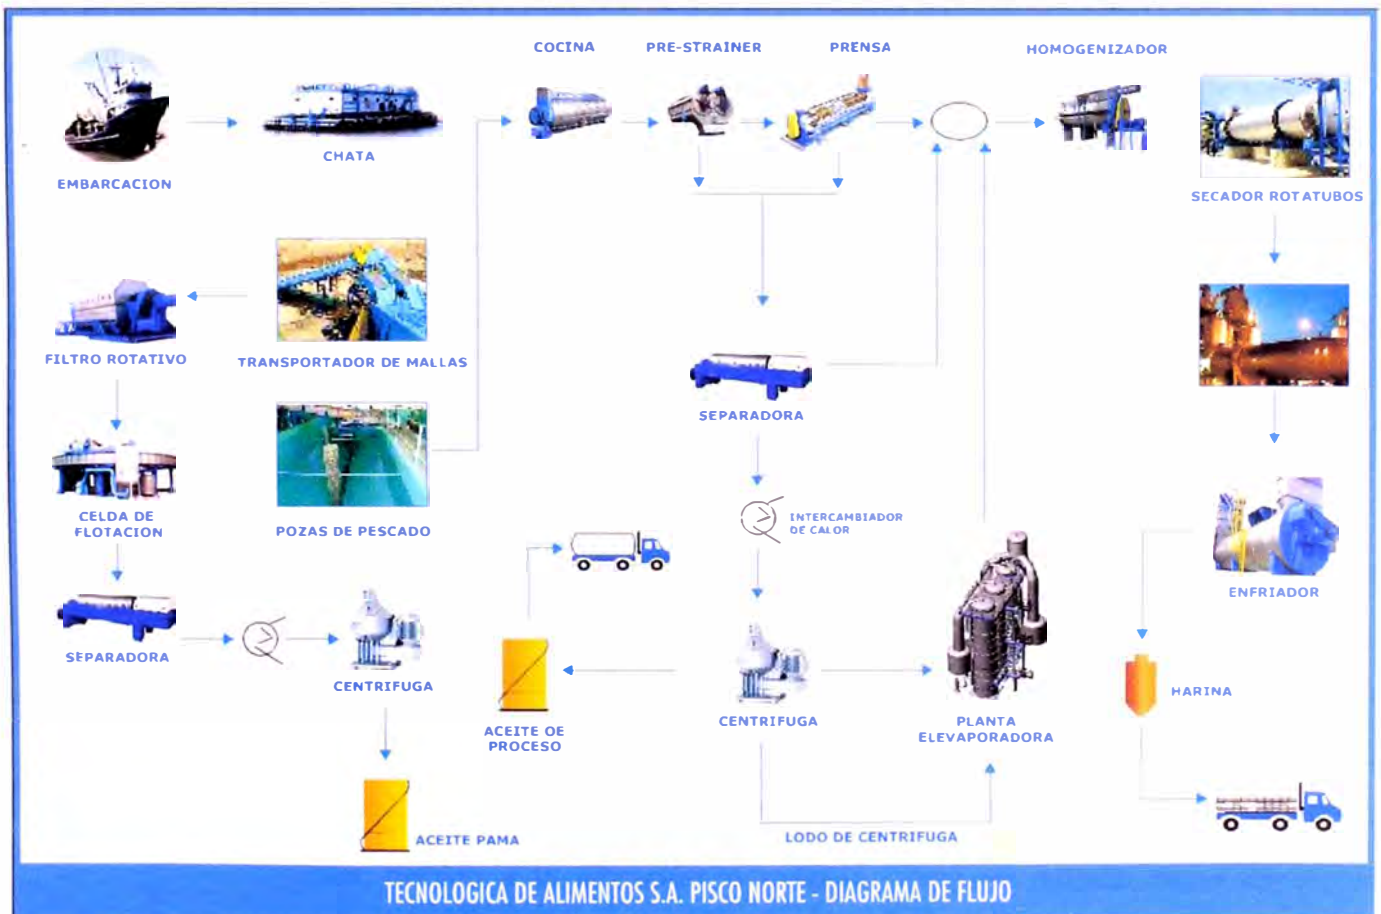 COCINA
PRE-STRAINER
PRENSA
HOMOGENIZADOR
CHATA
EMBARCACION
SECADOR ROTATUBOS
FILTRO ROTATIVO
TRANSPORTADOR DE MALLAS
SEPARADORA
CELDA DE
FLOTACION
POZAS DE PESCADO
INTERCAMBIADOR
DE CALOR
ENFRIADOR
SEPARADORA
CENTRIFUGA
ACEITE DE
PROCESO
CENTRIFUGA
PLANTA
ELEVAPORADORA
HARINA
ACEITE PAMA
LODO DE CENTRIFUGA
TECNOLOGICA DE ALIMENTOS S.A. PISCO NORTE - DIAGRAMA DE FLUJO